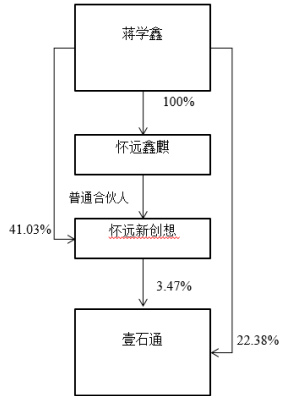 蒋学鑫
100%
怀远鑫麒
普通合伙人
41.03%
怀远新创想
3.47%
壹石通
22.38%